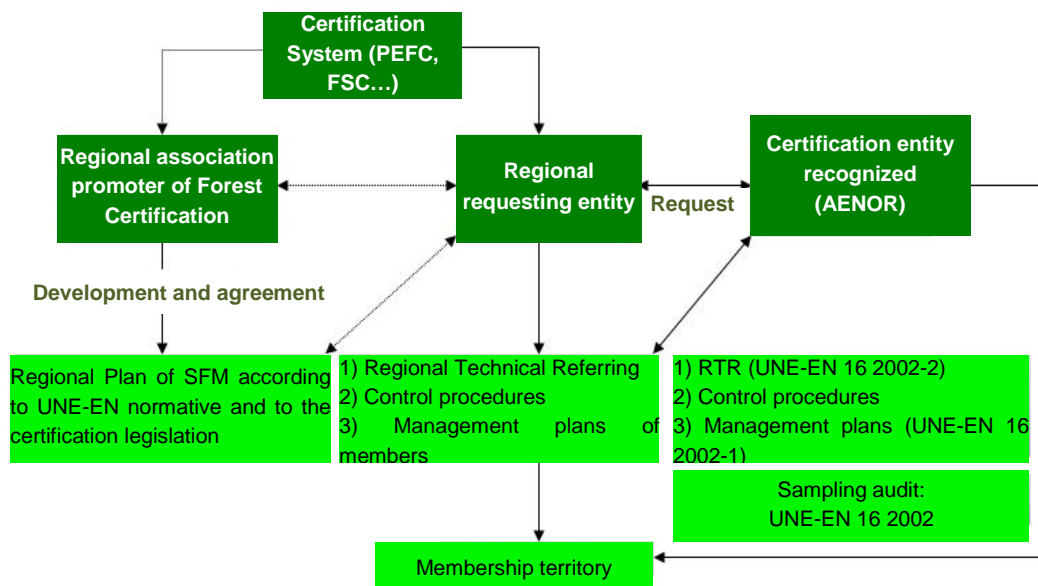 Certification
System (PEFC,
FSC…)
Regional association
promoter of Forest
Certification
Regional
requesting entity
Request
Certification entity
recognized
(AENOR)
Development and agreement
Regional Plan of SFM according
to UNE-EN normative and to the
certification legislation
1) Regional Technical Referring
2) Control procedures
3) Management plans of
members
1) RTR (UNE-EN 16 2002-2)
2) Control procedures
3) Management plans (UNE-EN 16
2002-1)
Sampling audit:
UNE-EN 16 2002
Membership territory